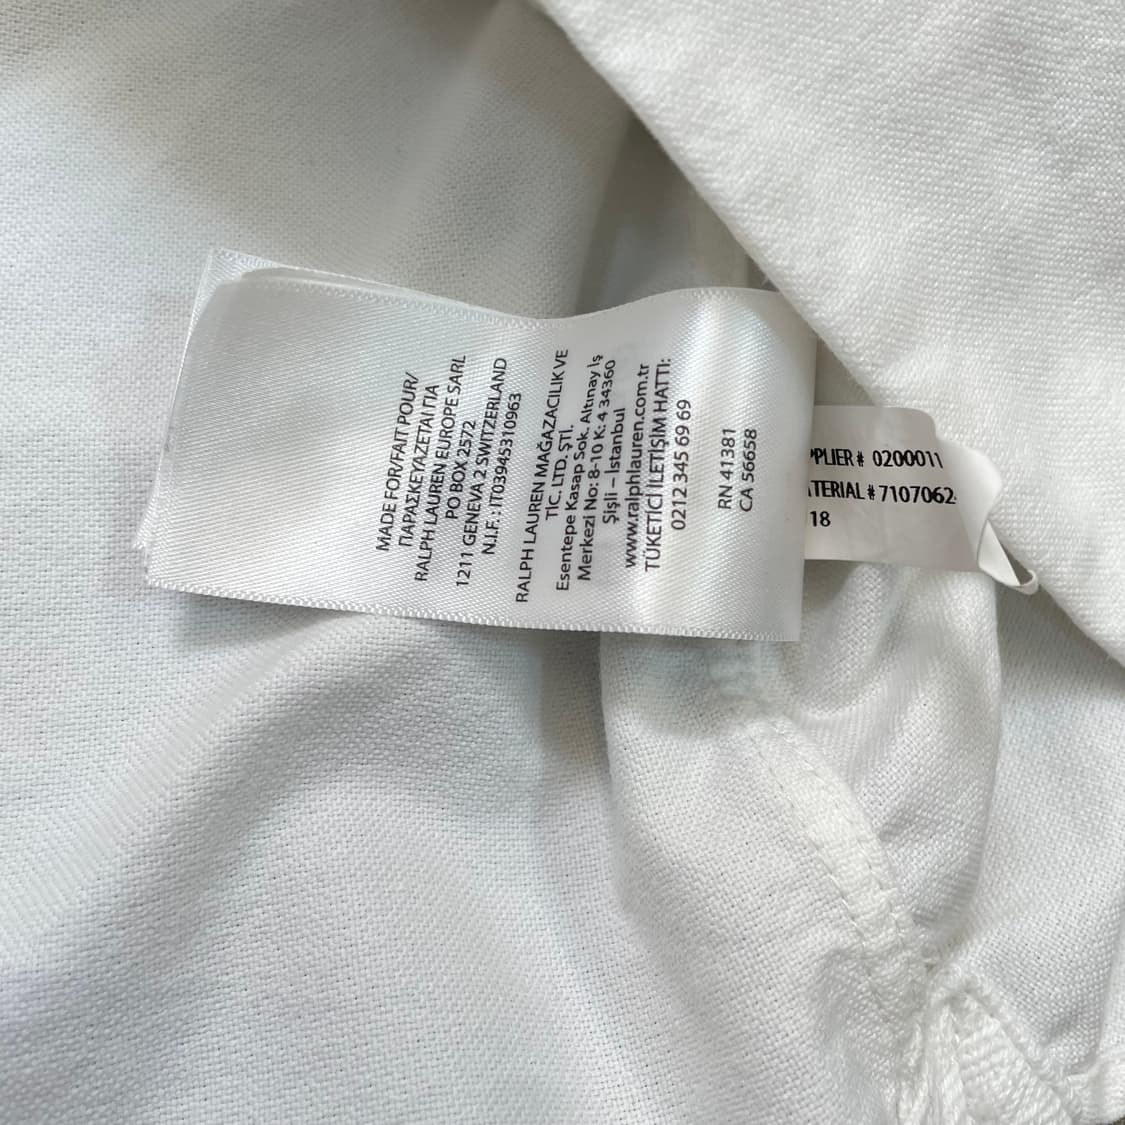 MADE FOR/FAIT POUR/
ΠΑΡΑΣΚΕΥΑΖΕΤΑΙ ΓΙΑ
RALPH LAUREN EUROPE SARL
PO BOX 2572
1211 GENEVA 2 SWITZERLAND
N.I.F. : IT03945310963
RALPH LAUREN MAĞAZACILIK VE
TİC. LTD. ŞTİ.
Esentepe Kasap Sok. Altınay İş
Merkezi No: 8-10 K: 4 34360
Şişli – İstanbul
www.ralphlauren.com.tr
TÜKETİCİ İLETİŞİM HATTI:
0212 345 69 69
RN 41381
CA 56658
PPLIER # 0200011
ATERIAL # 7107062
18